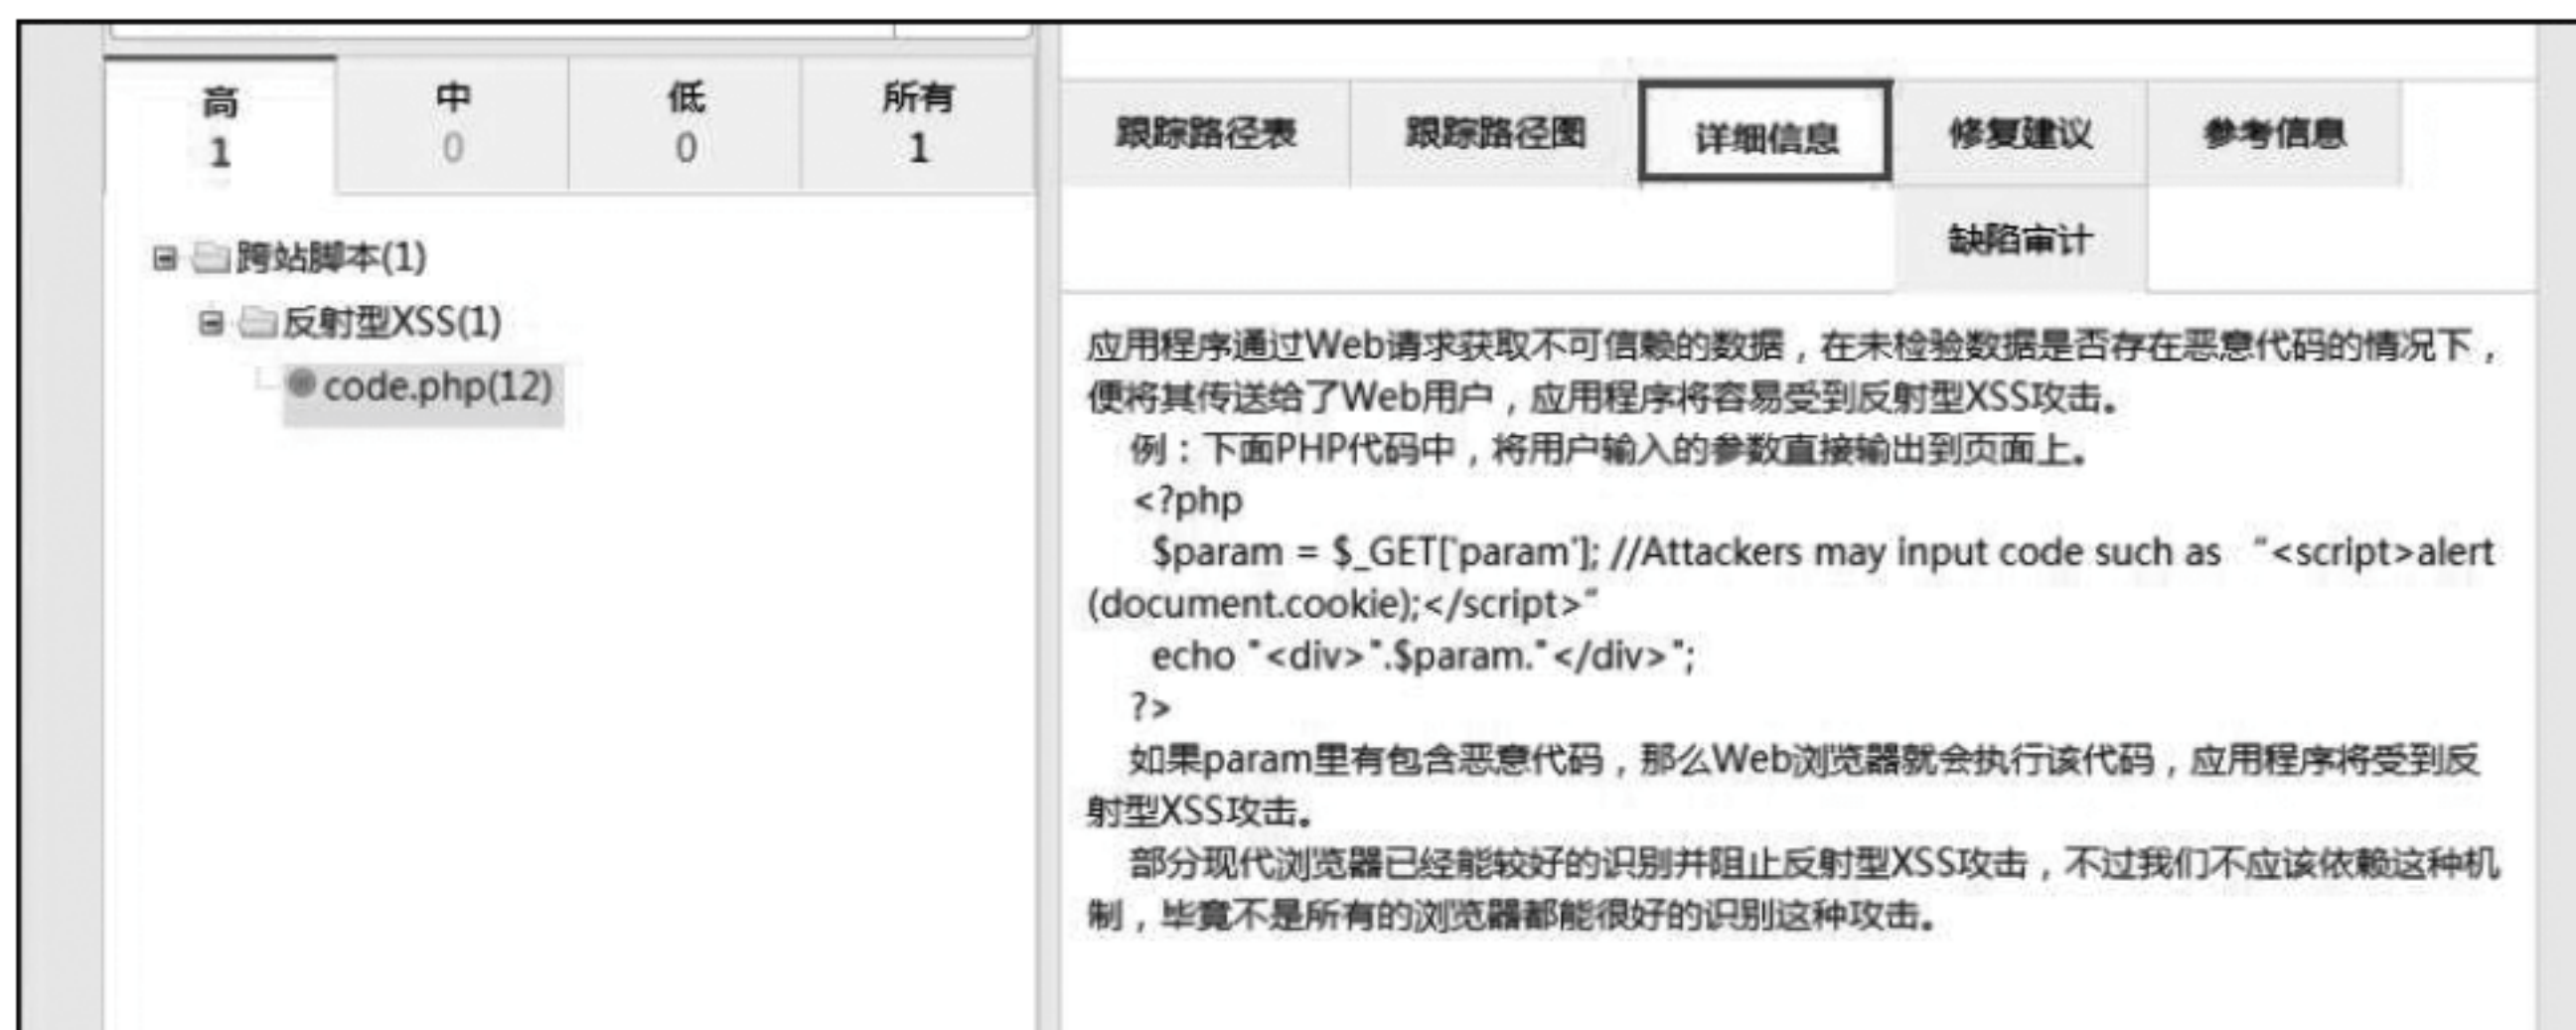 高 中 低 所有
1 0 0 1
跨站脚本(1)
反射型XSS(1)
code.php(12)
跟踪路径表 跟踪路径图 详细信息 修复建议 参考信息
缺陷审计
应用程序通过Web请求获取不可信赖的数据，在未检验数据是否存在恶意代码的情况下，
便将其传送给了Web用户，应用程序将容易受到反射型XSS攻击。
例：下面PHP代码中，将用户输入的参数直接输出到页面上。
<?php
$param = $_GET['param']; //Attackers may input code such as “<script>alert
(document.cookie);</script>“
echo "<div>".$param."</div>";
?>
如果param里有包含恶意代码，那么Web浏览器就会执行该代码，应用程序将受到反
射型XSS攻击。
部分现代浏览器已经能较好的识别并阻止反射型XSS攻击，不过我们不应该依赖这种机
制，毕竟不是所有的浏览器都能很好的识别这种攻击。